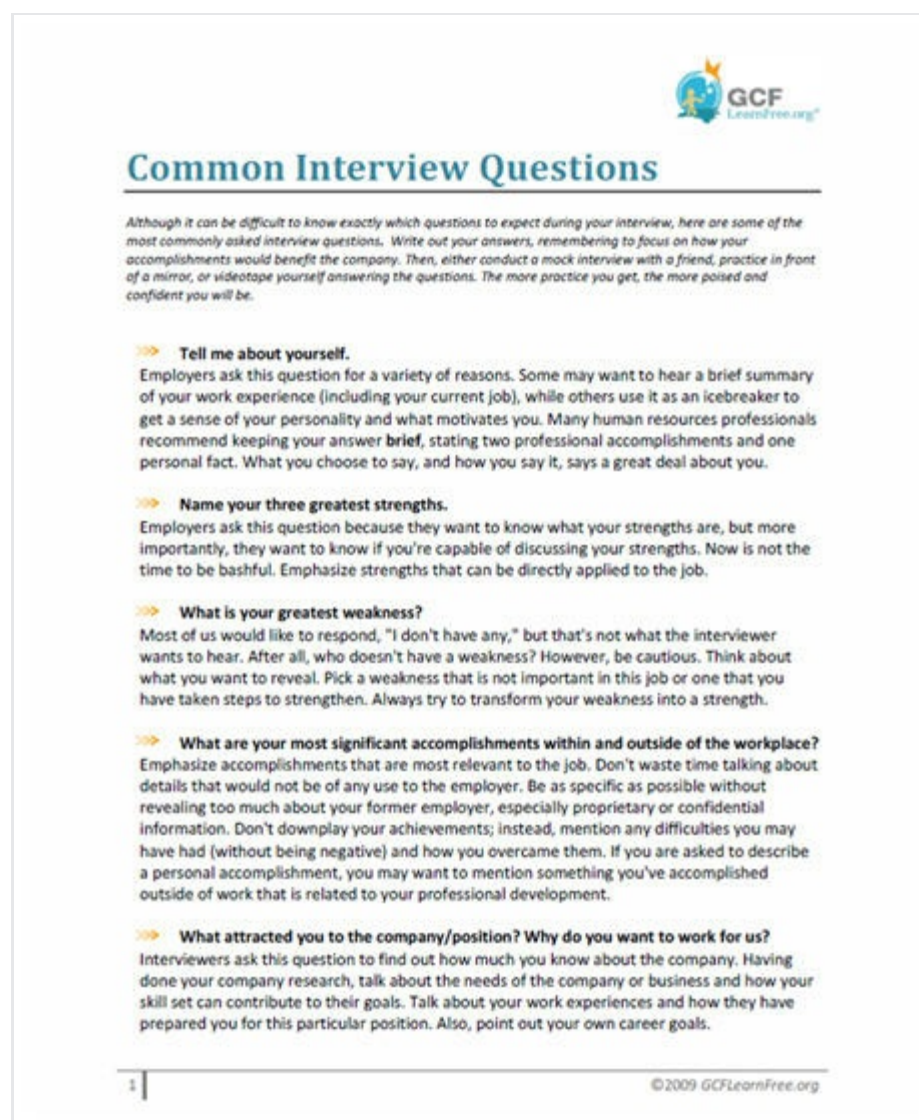 GCF
LearnFree.org®
Common Interview Questions
Although it can be difficult to know exactly which questions to expect during your interview, here are some of the
most commonly asked interview questions.  Write out your answers, remembering to focus on how your
accomplishments would benefit the company. Then, either conduct a mock interview with a friend, practice in front
of a mirror, or videotape yourself answering the questions. The more practice you get, the more poised and
confident you will be.
>>> Tell me about yourself.
Employers ask this question for a variety of reasons. Some may want to hear a brief summary
of your work experience (including your current job), while others use it as an icebreaker to
get a sense of your personality and what motivates you. Many human resources professionals
recommend keeping your answer brief, stating two professional accomplishments and one
personal fact. What you choose to say, and how you say it, says a great deal about you.
>>> Name your three greatest strengths.
Employers ask this question because they want to know what your strengths are, but more
importantly, they want to know if you're capable of discussing your strengths. Now is not the
time to be bashful. Emphasize strengths that can be directly applied to the job.
>>> What is your greatest weakness?
Most of us would like to respond, "I don't have any," but that's not what the interviewer
wants to hear. After all, who doesn't have a weakness? However, be cautious. Think about
what you want to reveal. Pick a weakness that is not important in this job or one that you
have taken steps to strengthen. Always try to transform your weakness into a strength.
>>> What are your most significant accomplishments within and outside of the workplace?
Emphasize accomplishments that are most relevant to the job. Don't waste time talking about
details that would not be of any use to the employer. Be as specific as possible without
revealing too much about your former employer, especially proprietary or confidential
information. Don't downplay your achievements; instead, mention any difficulties you may
have had (without being negative) and how you overcame them. If you are asked to describe
a personal accomplishment, you may want to mention something you've accomplished
outside of work that is related to your professional development.
>>> What attracted you to the company/position? Why do you want to work for us?
Interviewers ask this question to find out how much you know about the company. Having
done your company research, talk about the needs of the company or business and how your
skill set can contribute to their goals. Talk about your work experiences and how they have
prepared you for this particular position. Also, point out your own career goals.
1
©2009 GCFLearnFree.org